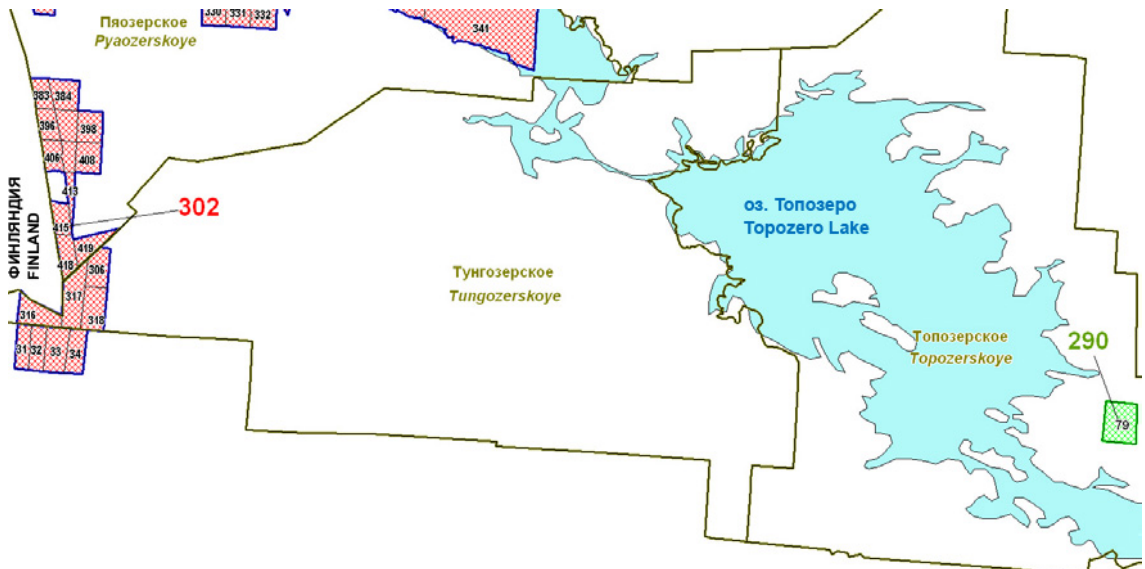 330 331 332
Пяозерское
Pyaozerskoye
341
383 384
396 398
406 408
413
302
415
419
418 306
317
316 318
31 32 33 34
ФИНЛЯНДИЯ
FINLAND
оз. Топозеро
Topozero Lake
Тунгозерское
Tungozerskoye
Топозерское
Topozerskoye
290
79